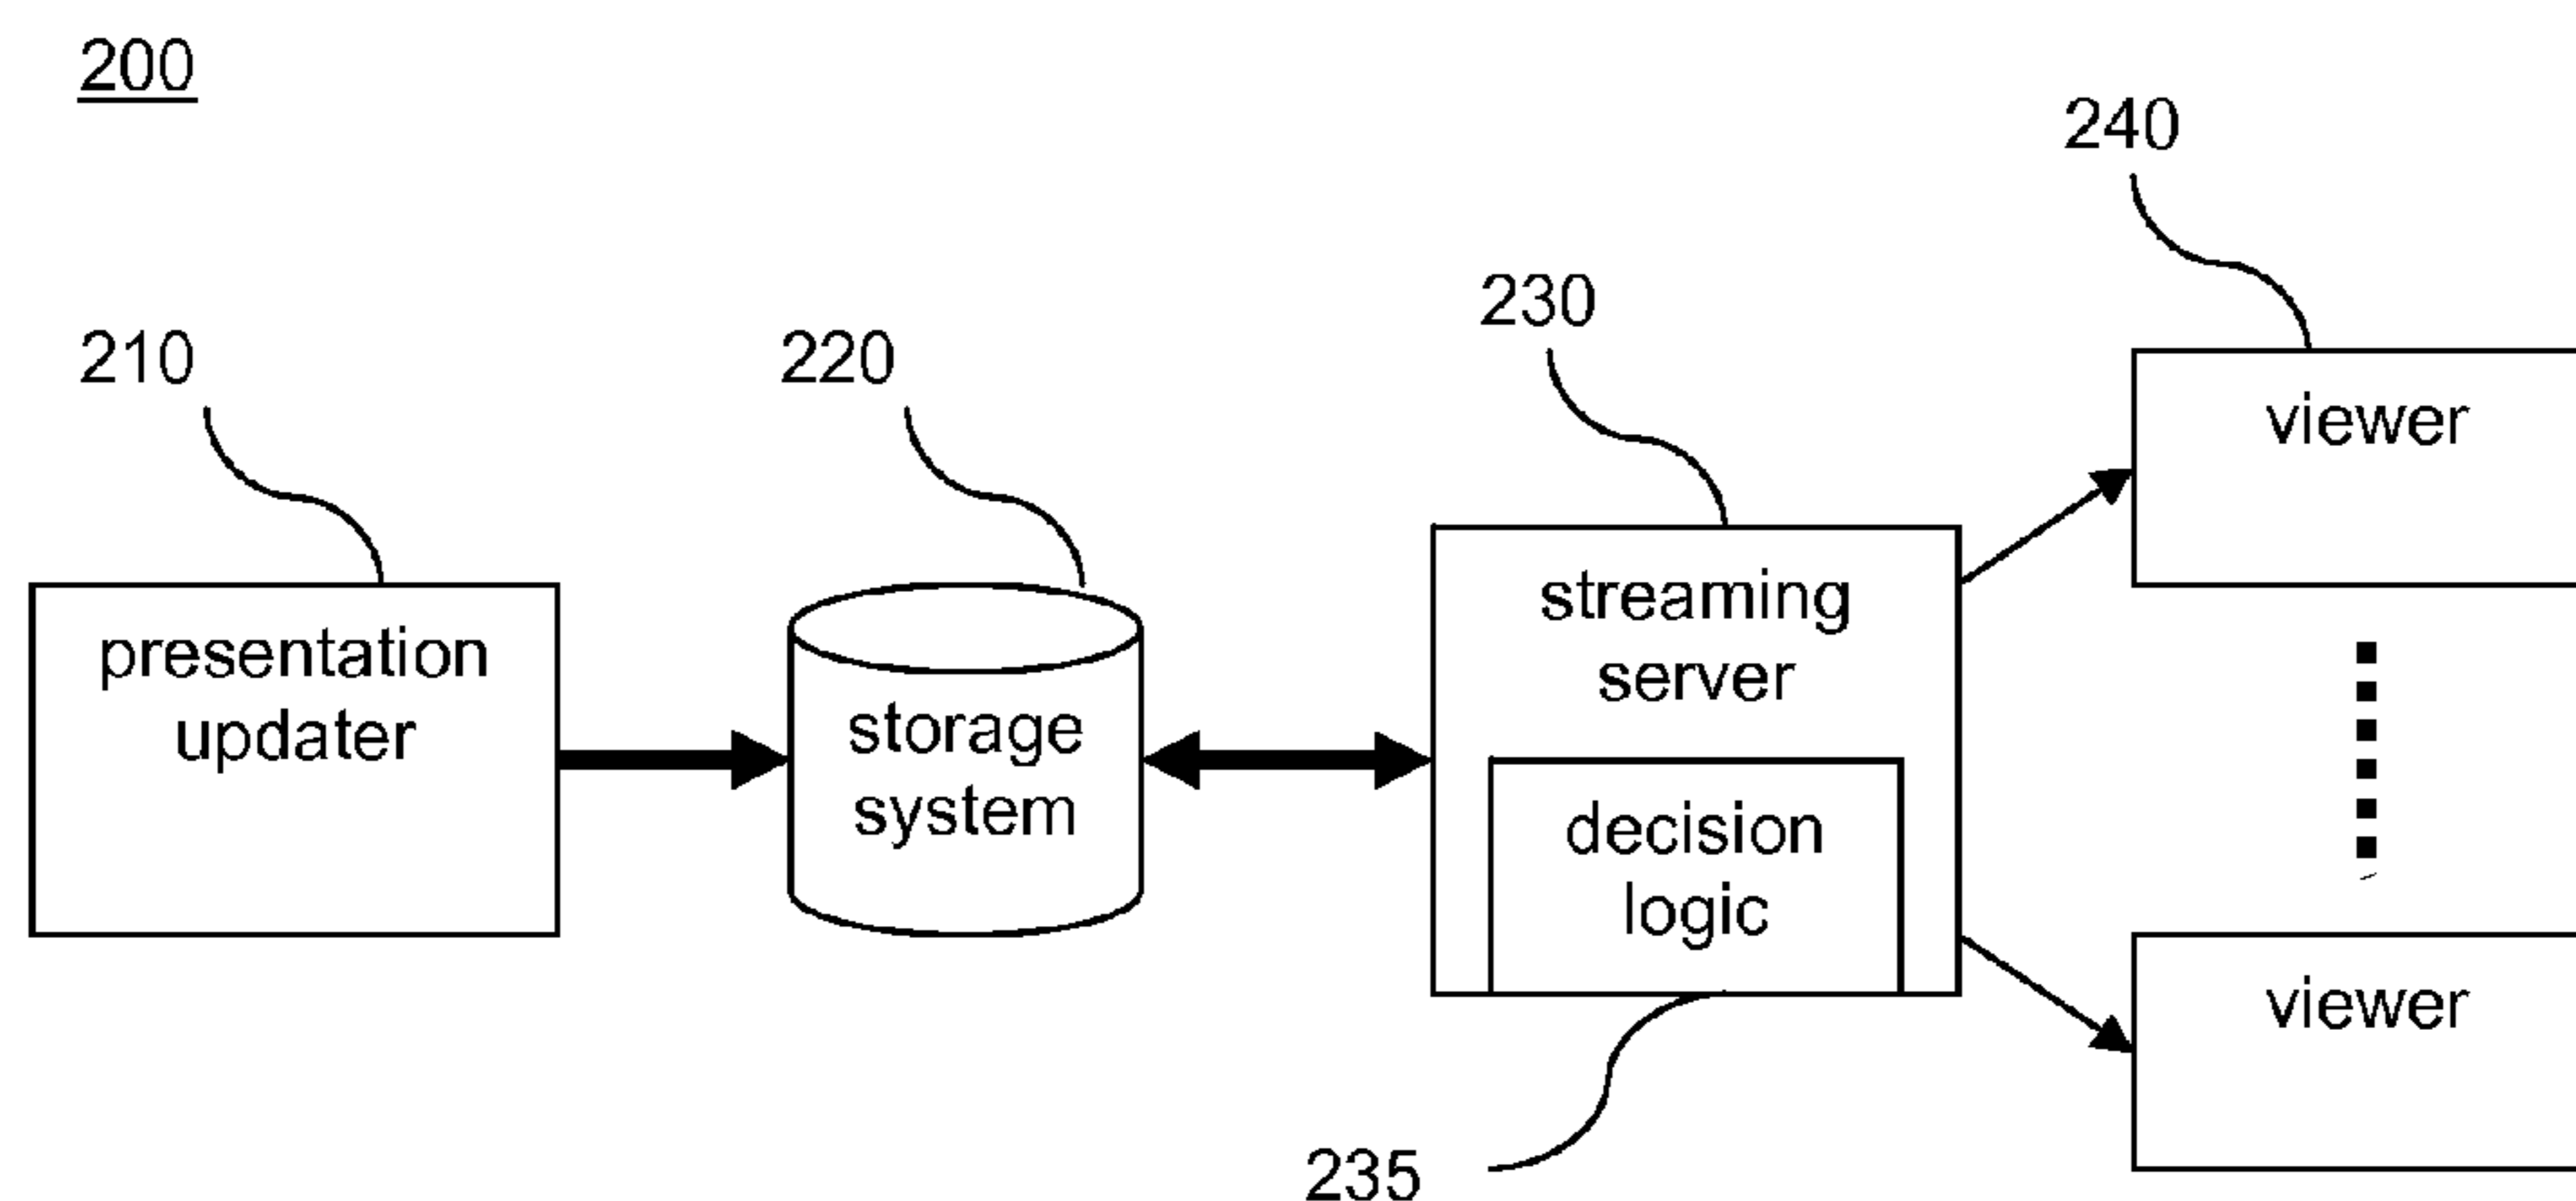 200
240
230
210
220
viewer
streaming
server
presentation
updater
storage
system
decision
logic
viewer
235